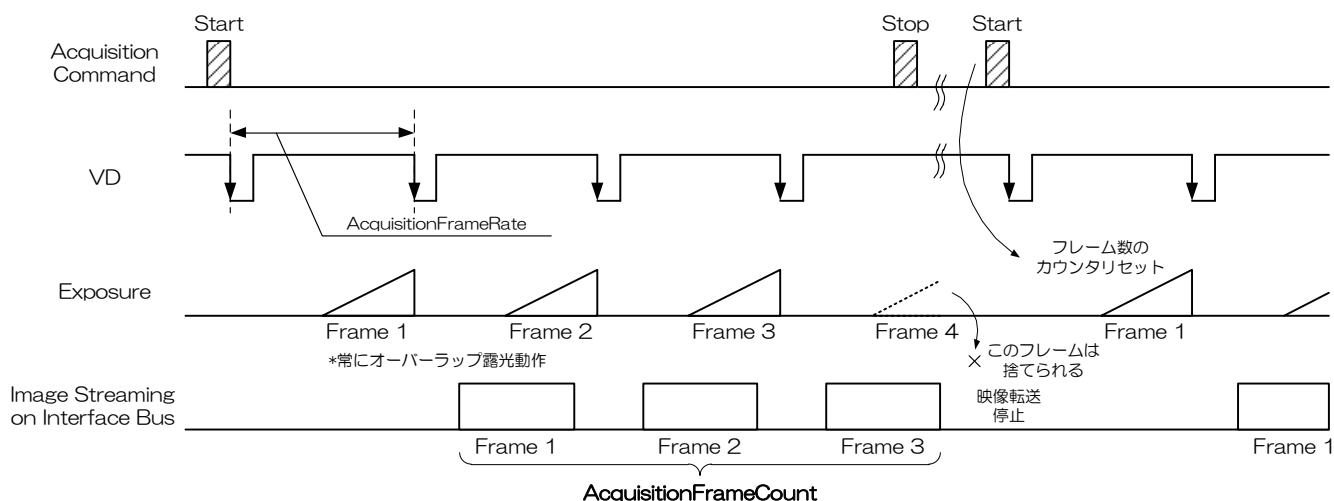 Start
Stop
Start
Acquisition
Command
VD
AcquisitionFrameRate
フレーム数の
カウンタリセット
Exposure
Frame 1
Frame 2
Frame 3
Frame 4
Frame 1
*常にオーバーラップ露光動作
× このフレームは
捨てられる
Image Streaming
on Interface Bus
映像転送
停止
Frame 1
Frame 2
Frame 3
Frame 1
AcquisitionFrameCount